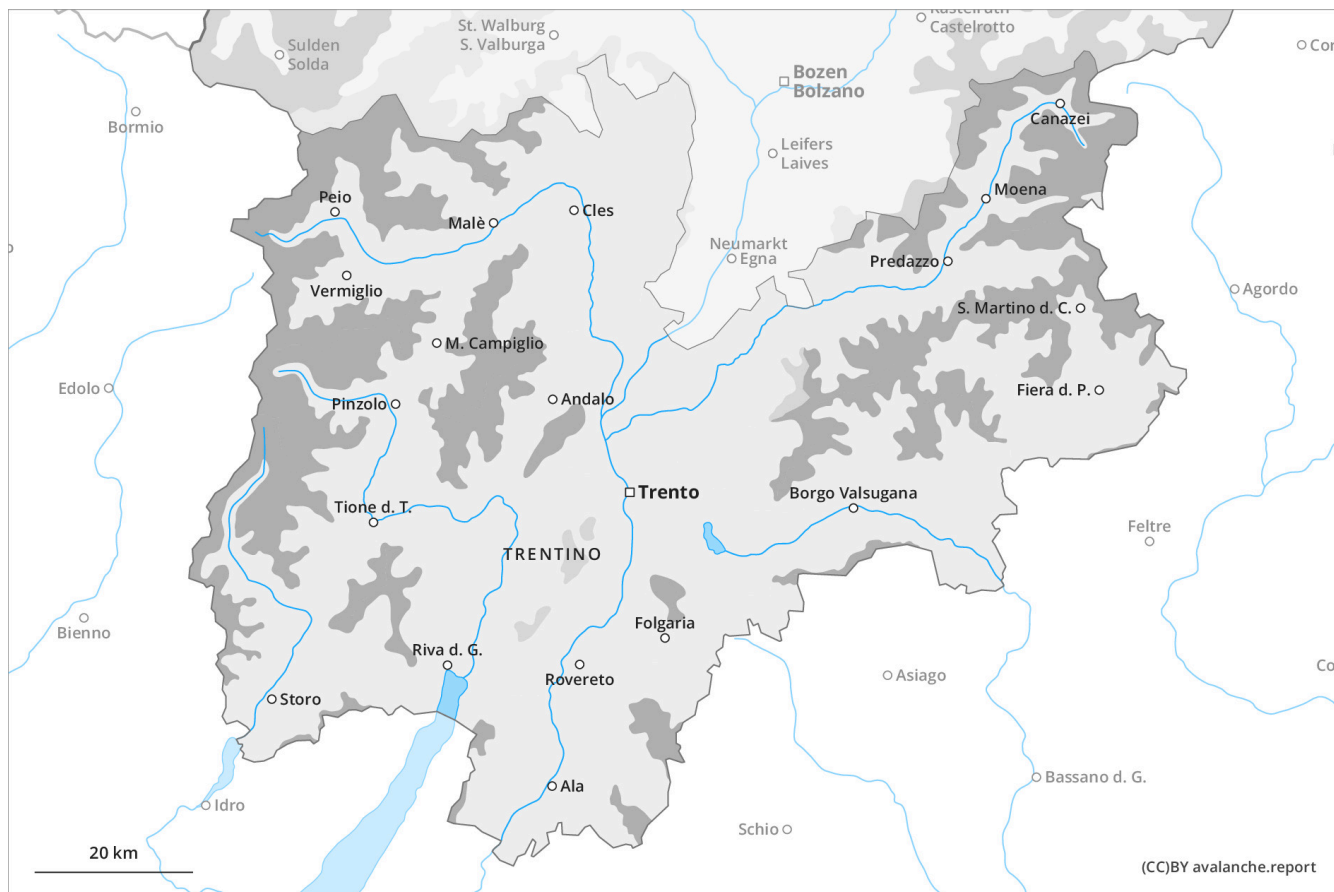 Sulden
Solda
St. Walburg
S. Valburga
Kastelruth
Castelrotto
Bozen
Bolzano
Bormio
Canazei
Leifers
Laives
Moena
Peio
Malè
Cles
Neumarkt
Egna
Predazzo
Vermiglio
Agordo
S. Martino d. C.
M. Campiglio
Edolo
Pinzolo
Andalo
Fiera d. P.
Trento
Borgo Valsugana
Tione d. T.
Feltre
TRENTINO
Bienno
Folgaria
Riva d. G.
Rovereto
Asiago
Storo
Ala
Bassano d. G.
Idro
Schio
20 km
(CC)BY avalanche.report